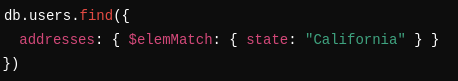 db.users.find({
  addresses: { $elemMatch: { state: "California" } }
})